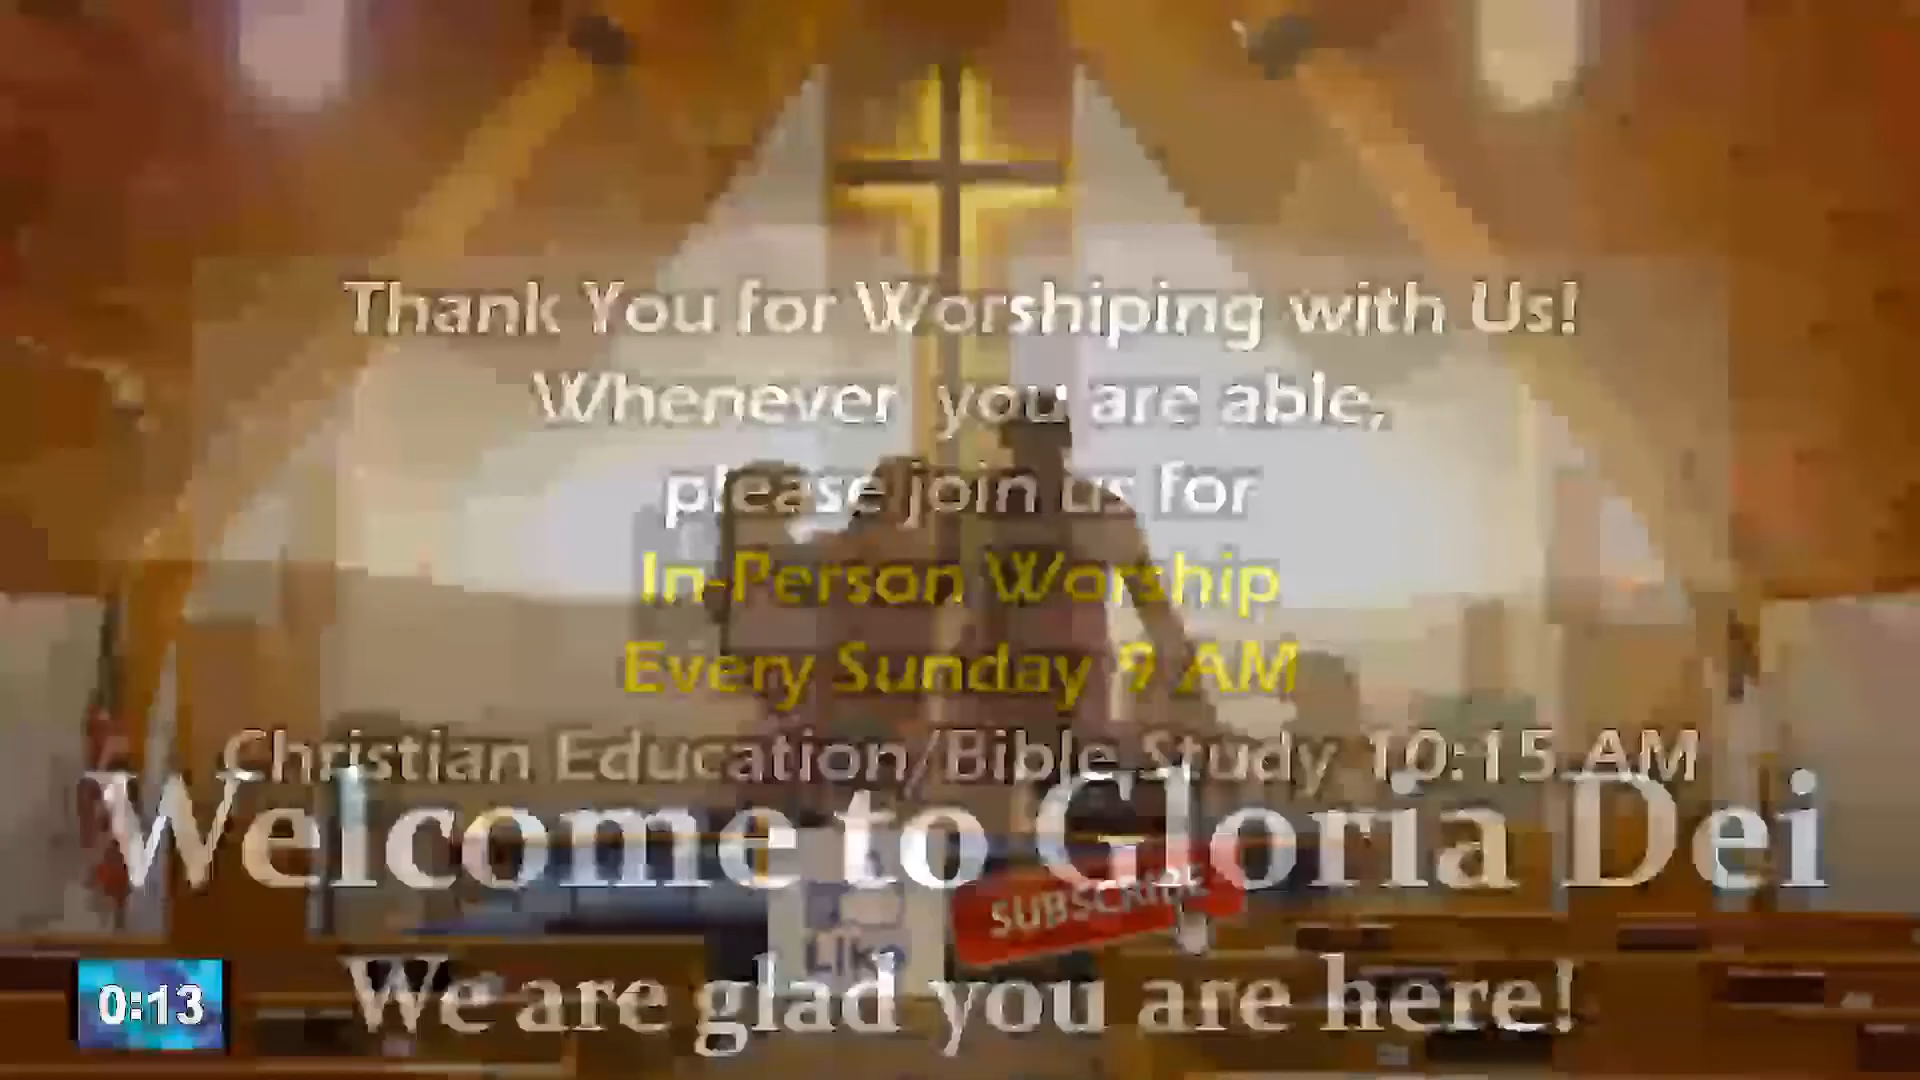 Thank You for Worshiping with Us!
Whenever you are able,
please join us for
In-Person Worship
Every Sunday 9 AM
Christian Education/Bible Study 10:15 AM
Welcome to Gloria Dei
SUBSCRIBE
Like
We are glad you are here!
0:13